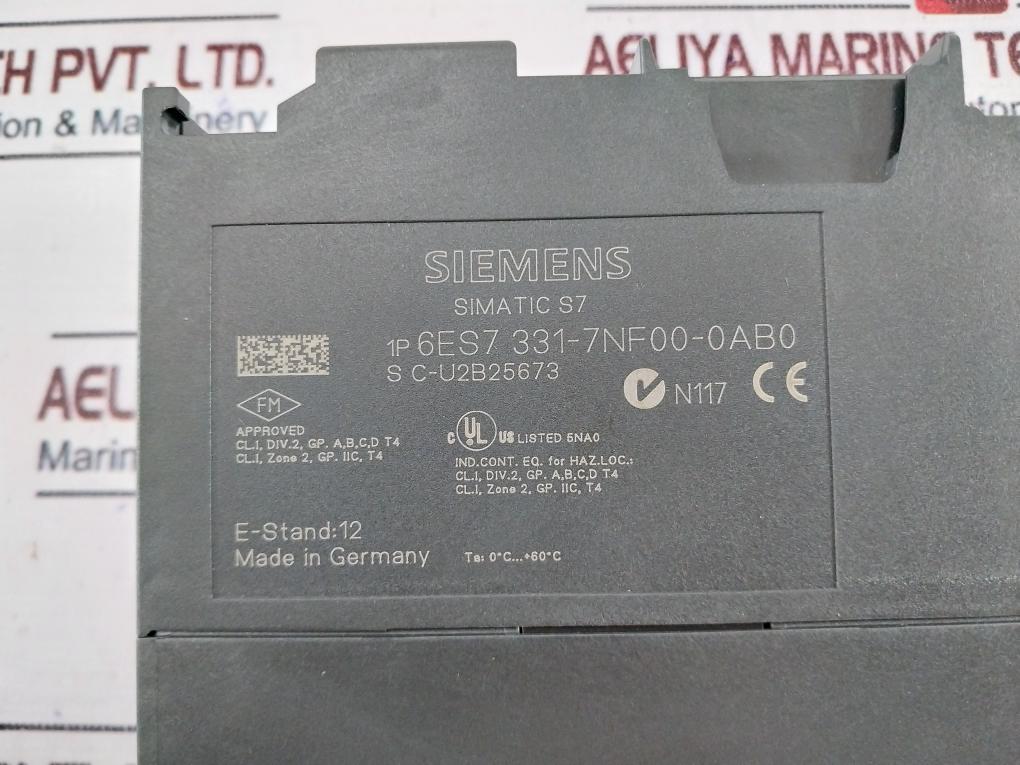 TH PVT. LTD.
AELIYA MARINE TE
tion & Machinery
SIEMENS
SIMATIC S7
1P 6ES7 331-7NF00-0AB0
S C-U2B25673
N117 CE
FM
APPROVED
CL.I, DIV.2, GP. A,B,C,D T4
CL.I, Zone 2, GP. IIC, T4
C UL US LISTED 5NA0
IND.CONT. EQ. for HAZ.LOC.:
CL.I, DIV.2, GP. A,B,C,D T4
CL.I, Zone 2, GP. IIC, T4
E-Stand:12
Made in Germany
Ta: 0°C...+60°C
AEL
Marin